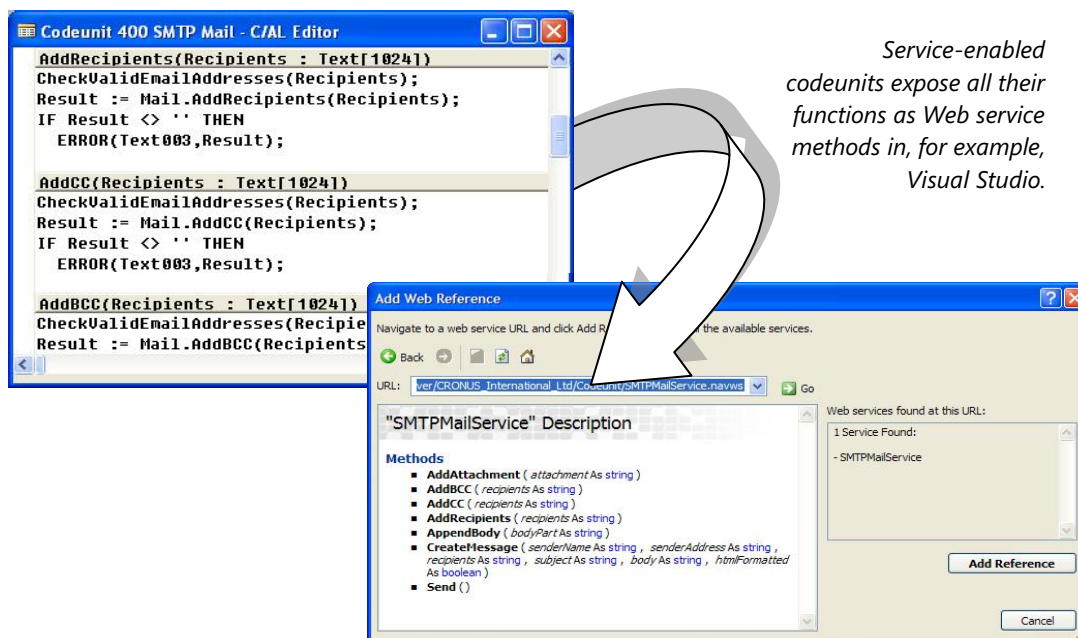 Codeunit 400 SMTP Mail - C/AL Editor
AddRecipients(Recipients : Text[1024])
CheckValidEmailAddresses(Recipients);
Result := Mail.AddRecipients(Recipients);
IF Result <> '' THEN
ERROR(Text003,Result);
AddCC(Recipients : Text[1024])
CheckValidEmailAddresses(Recipients);
Result := Mail.AddCC(Recipients);
IF Result <> '' THEN
ERROR(Text003,Result);
AddBCC(Recipients : Text[1024])
CheckValidEmailAddresses(Recipie
Result := Mail.AddBCC(Recipients
Service-enabled
codeunits expose all their
functions as Web service
methods in, for example,
Visual Studio.
Add Web Reference
Navigate to a web service URL and click Add R the available services.
Back
URL: ver/CRONUS_International_Ltd/Codeunit/SMTPMailService.navws Go
"SMTPMailService" Description
Methods
AddAttachment ( attachment As string )
AddBCC ( recipients As string )
AddCC ( recipients As string )
AddRecipients ( recipients As string )
AppendBody ( bodyPart As string )
CreateMessage ( senderName As string , senderAddress As string ,
recipients As string , subject As string , body As string , htmlFormatted
As boolean )
Send ()
Web services found at this URL:
1 Service Found:
- SMTPMailService
Add Reference
Cancel